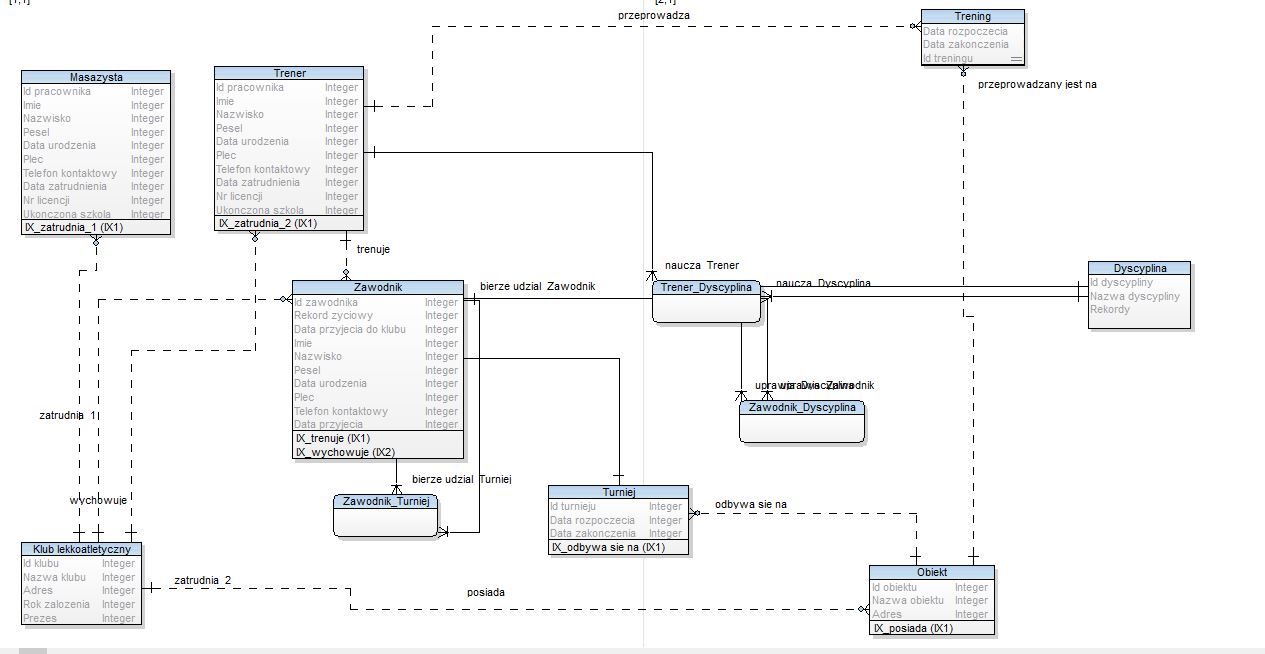 [1,1]
[2,1]
przeprowadza
Trening
Data rozpoczecia
Data zakonczenia
Id treningu
przeprowadzany jest na
Masazysta
Id pracownika Integer
Imie Integer
Nazwisko Integer
Pesel Integer
Data urodzenia Integer
Plec Integer
Telefon kontaktowy Integer
Data zatrudnienia Integer
Nr licencji Integer
Ukonczona szkola Integer
IX_zatrudnia_1 (IX1)
Trener
Id pracownika Integer
Imie Integer
Nazwisko Integer
Pesel Integer
Data urodzenia Integer
Plec Integer
Telefon kontaktowy Integer
Data zatrudnienia Integer
Nr licencji Integer
Ukonczona szkola Integer
IX_zatrudnia_2 (IX1)
trenuje
naucza Trener
Trener_Dyscyplina
naucza Dyscyplina
Dyscyplina
Id dyscypliny
Nazwa dyscypliny
Rekordy
bierze udzial Zawodnik
Zawodnik
Id zawodnika Integer
Rekord zyciowy Integer
Data przyjecia do klubu Integer
Imie Integer
Nazwisko Integer
Pesel Integer
Data urodzenia Integer
Plec Integer
Telefon kontaktowy Integer
Data przyjecia Integer
IX_trenuje (IX1)
IX_wychowuje (IX2)
Zawodnik_Dyscyplina
zatrudnia 1
wychowuje
bierze udzial Turniej
Zawodnik_Turniej
Turniej
Id turnieju Integer
Data rozpoczecia Integer
Data zakonczenia Integer
IX_odbywa sie na (IX1)
odbywa sie na
Klub lekkoatletyczny
Id klubu Integer
Nazwa klubu Integer
Adres Integer
Rok zalozenia Integer
Prezes Integer
zatrudnia 2
posiada
Obiekt
Id obiektu Integer
Nazwa obiektu Integer
Adres Integer
IX_posiada (IX1)